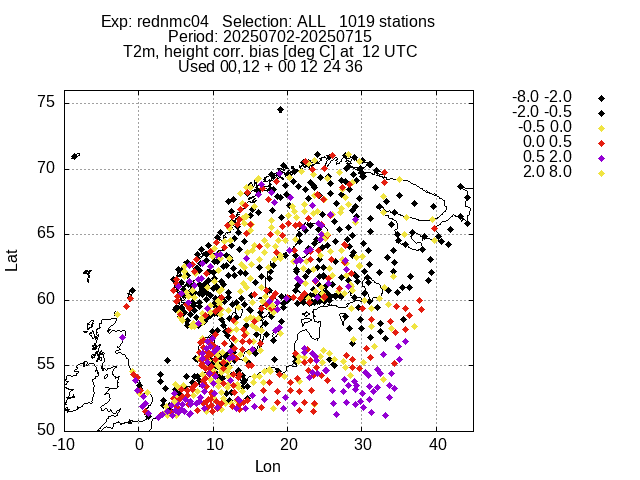 Exp: rednmc04   Selection: ALL   1019 stations
Period: 20250702-20250715
T2m, height corr. bias [deg C] at  12 UTC
Used 00,12 + 00 12 24 36
-8.0 -2.0
-2.0 -0.5
-0.5 0.0
0.0 0.5
0.5 2.0
2.0 8.0
75
70
65
60
55
50
Lat
-10 0 10 20 30 40
Lon